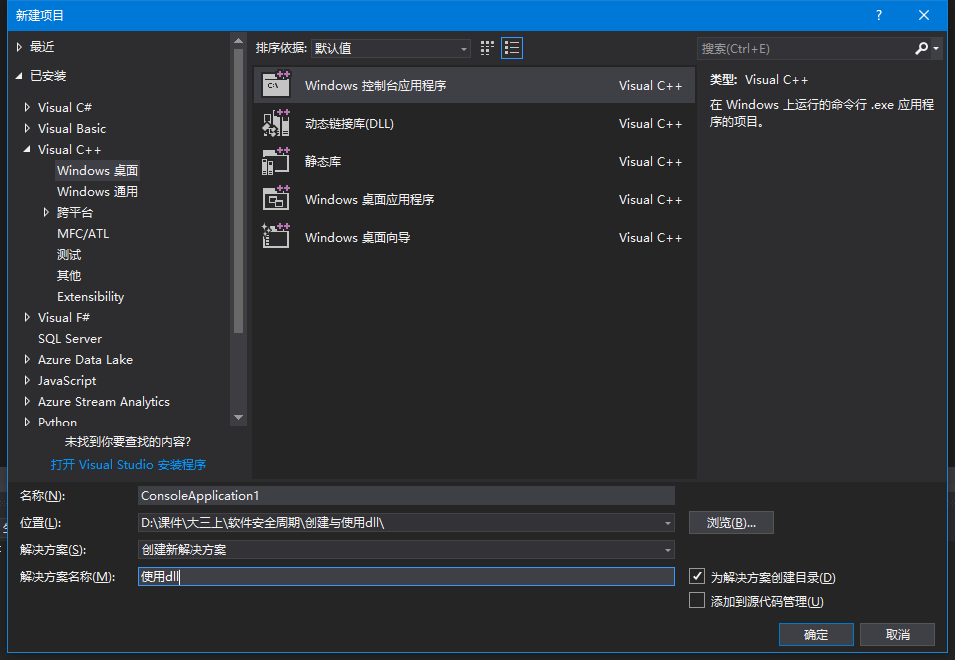 新建项目
?
最近
已安装
Visual C#
Visual Basic
Visual C++
Windows 桌面
Windows 通用
跨平台
MFC/ATL
测试
其他
Extensibility
Visual F#
SQL Server
Azure Data Lake
JavaScript
Azure Stream Analytics
Python
未找到你要查找的内容?
打开 Visual Studio 安装程序
排序依据: 默认值
Windows 控制台应用程序 Visual C++
动态链接库(DLL) Visual C++
静态库 Visual C++
Windows 桌面应用程序 Visual C++
Windows 桌面向导 Visual C++
搜索(Ctrl+E)
类型: Visual C++
在 Windows 上运行的命令行 .exe 应用程
序的项目。
名称(N): ConsoleApplication1
位置(L): D:\课件\大三上\软件安全周期\创建与使用dll\ 浏览(B)...
解决方案(S): 创建新解决方案
解决方案名称(M): 使用dll
为解决方案创建目录(D)
添加到源代码管理(U)
确定 取消